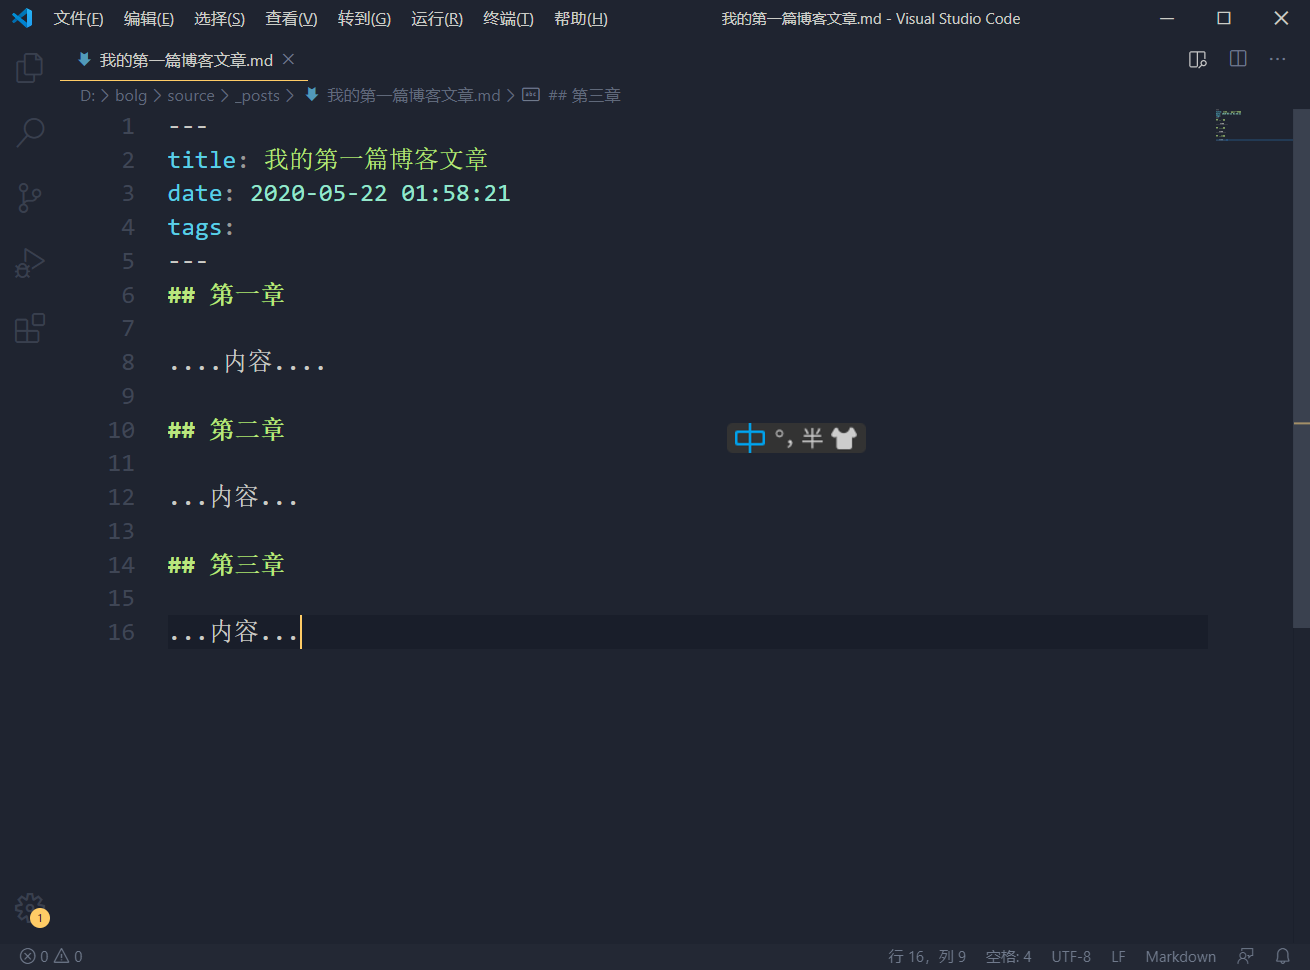 文件(F) 编辑(E) 选择(S) 查看(V) 转到(G) 运行(R) 终端(T) 帮助(H) 我的第一篇博客文章.md - Visual Studio Code
我的第一篇博客文章.md
D: > bolg > source > _posts > 我的第一篇博客文章.md > abc ## 第三章
1 ---
2 title: 我的第一篇博客文章
3 date: 2020-05-22 01:58:21
4 tags:
5 ---
6 ## 第一章
7
8 ....内容....
9
10 ## 第二章
11
12 ...内容...
13
14 ## 第三章
15
16 ...内容...
中 °, 半
1
0 0 行 16, 列 9 空格: 4 UTF-8 LF Markdown